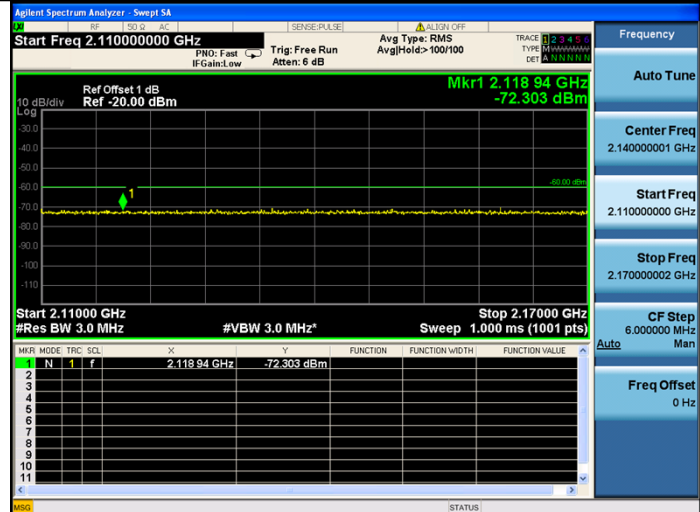 Agilent Spectrum Analyzer - Swept SA
LXI RF 50 Ω AC SENSE:PULSE ALIGN OFF
Start Freq 2.110000000 GHz
PNO: Fast
IFGain:Low
Trig: Free Run
Atten: 6 dB
Avg Type: RMS
Avg|Hold:>100/100
TRACE 1 2 3 4 5 6
TYPE M
DET A N N N N N
Ref Offset 1 dB
10 dB/div Ref -20.00 dBm
Log
Mkr1 2.118 94 GHz
-72.303 dBm
-30.0
-40.0
-50.0
-60.0
-60.00 dBm
1
-70.0
-80.0
-90.0
-100
-110
Start 2.11000 GHz Stop 2.17000 GHz
#Res BW 3.0 MHz #VBW 3.0 MHz* Sweep 1.000 ms (1001 pts)
MKR MODE TRC SCL X Y FUNCTION FUNCTION WIDTH FUNCTION VALUE
1 N 1 f 2.118 94 GHz -72.303 dBm
2
3
4
5
6
7
8
9
10
11
MSG STATUS
Frequency
Auto Tune
Center Freq
2.140000001 GHz
Start Freq
2.110000000 GHz
Stop Freq
2.170000002 GHz
CF Step
6.000000 MHz
Auto Man
Freq Offset
0 Hz